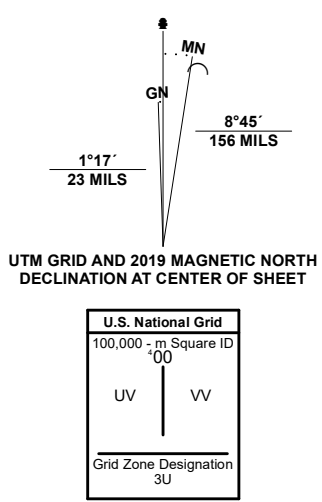 MN
GN
8°45´
156 MILS
1°17´
23 MILS
UTM GRID AND 2019 MAGNETIC NORTH
DECLINATION AT CENTER OF SHEET
U.S. National Grid
100,000 - m Square ID
⁴00
UV VV
Grid Zone Designation
3U